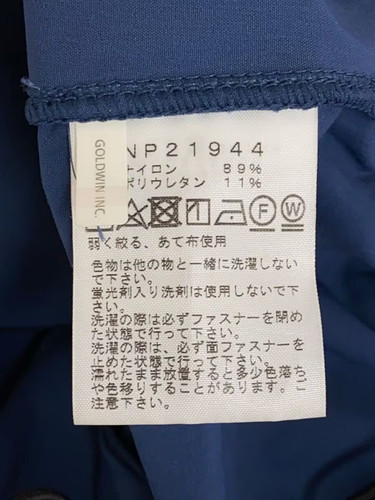 GOLDWIN INC.
NP21944
ナイロン 89%
ポリウレタン 11%
F W
弱く絞る、あて布使用
色物は他の物と一緒に洗濯しない
で下さい。
蛍光剤入り洗剤は使用しないで下
さい。
洗濯の際は必ずファスナーを閉め
た状態で行って下さい。
洗濯の際は、必ず面ファスナーを
止めた状態で行って下さい。
濡れたまま放置すると多少色落ち
や色移りすることがあります。ご
注意下さい。